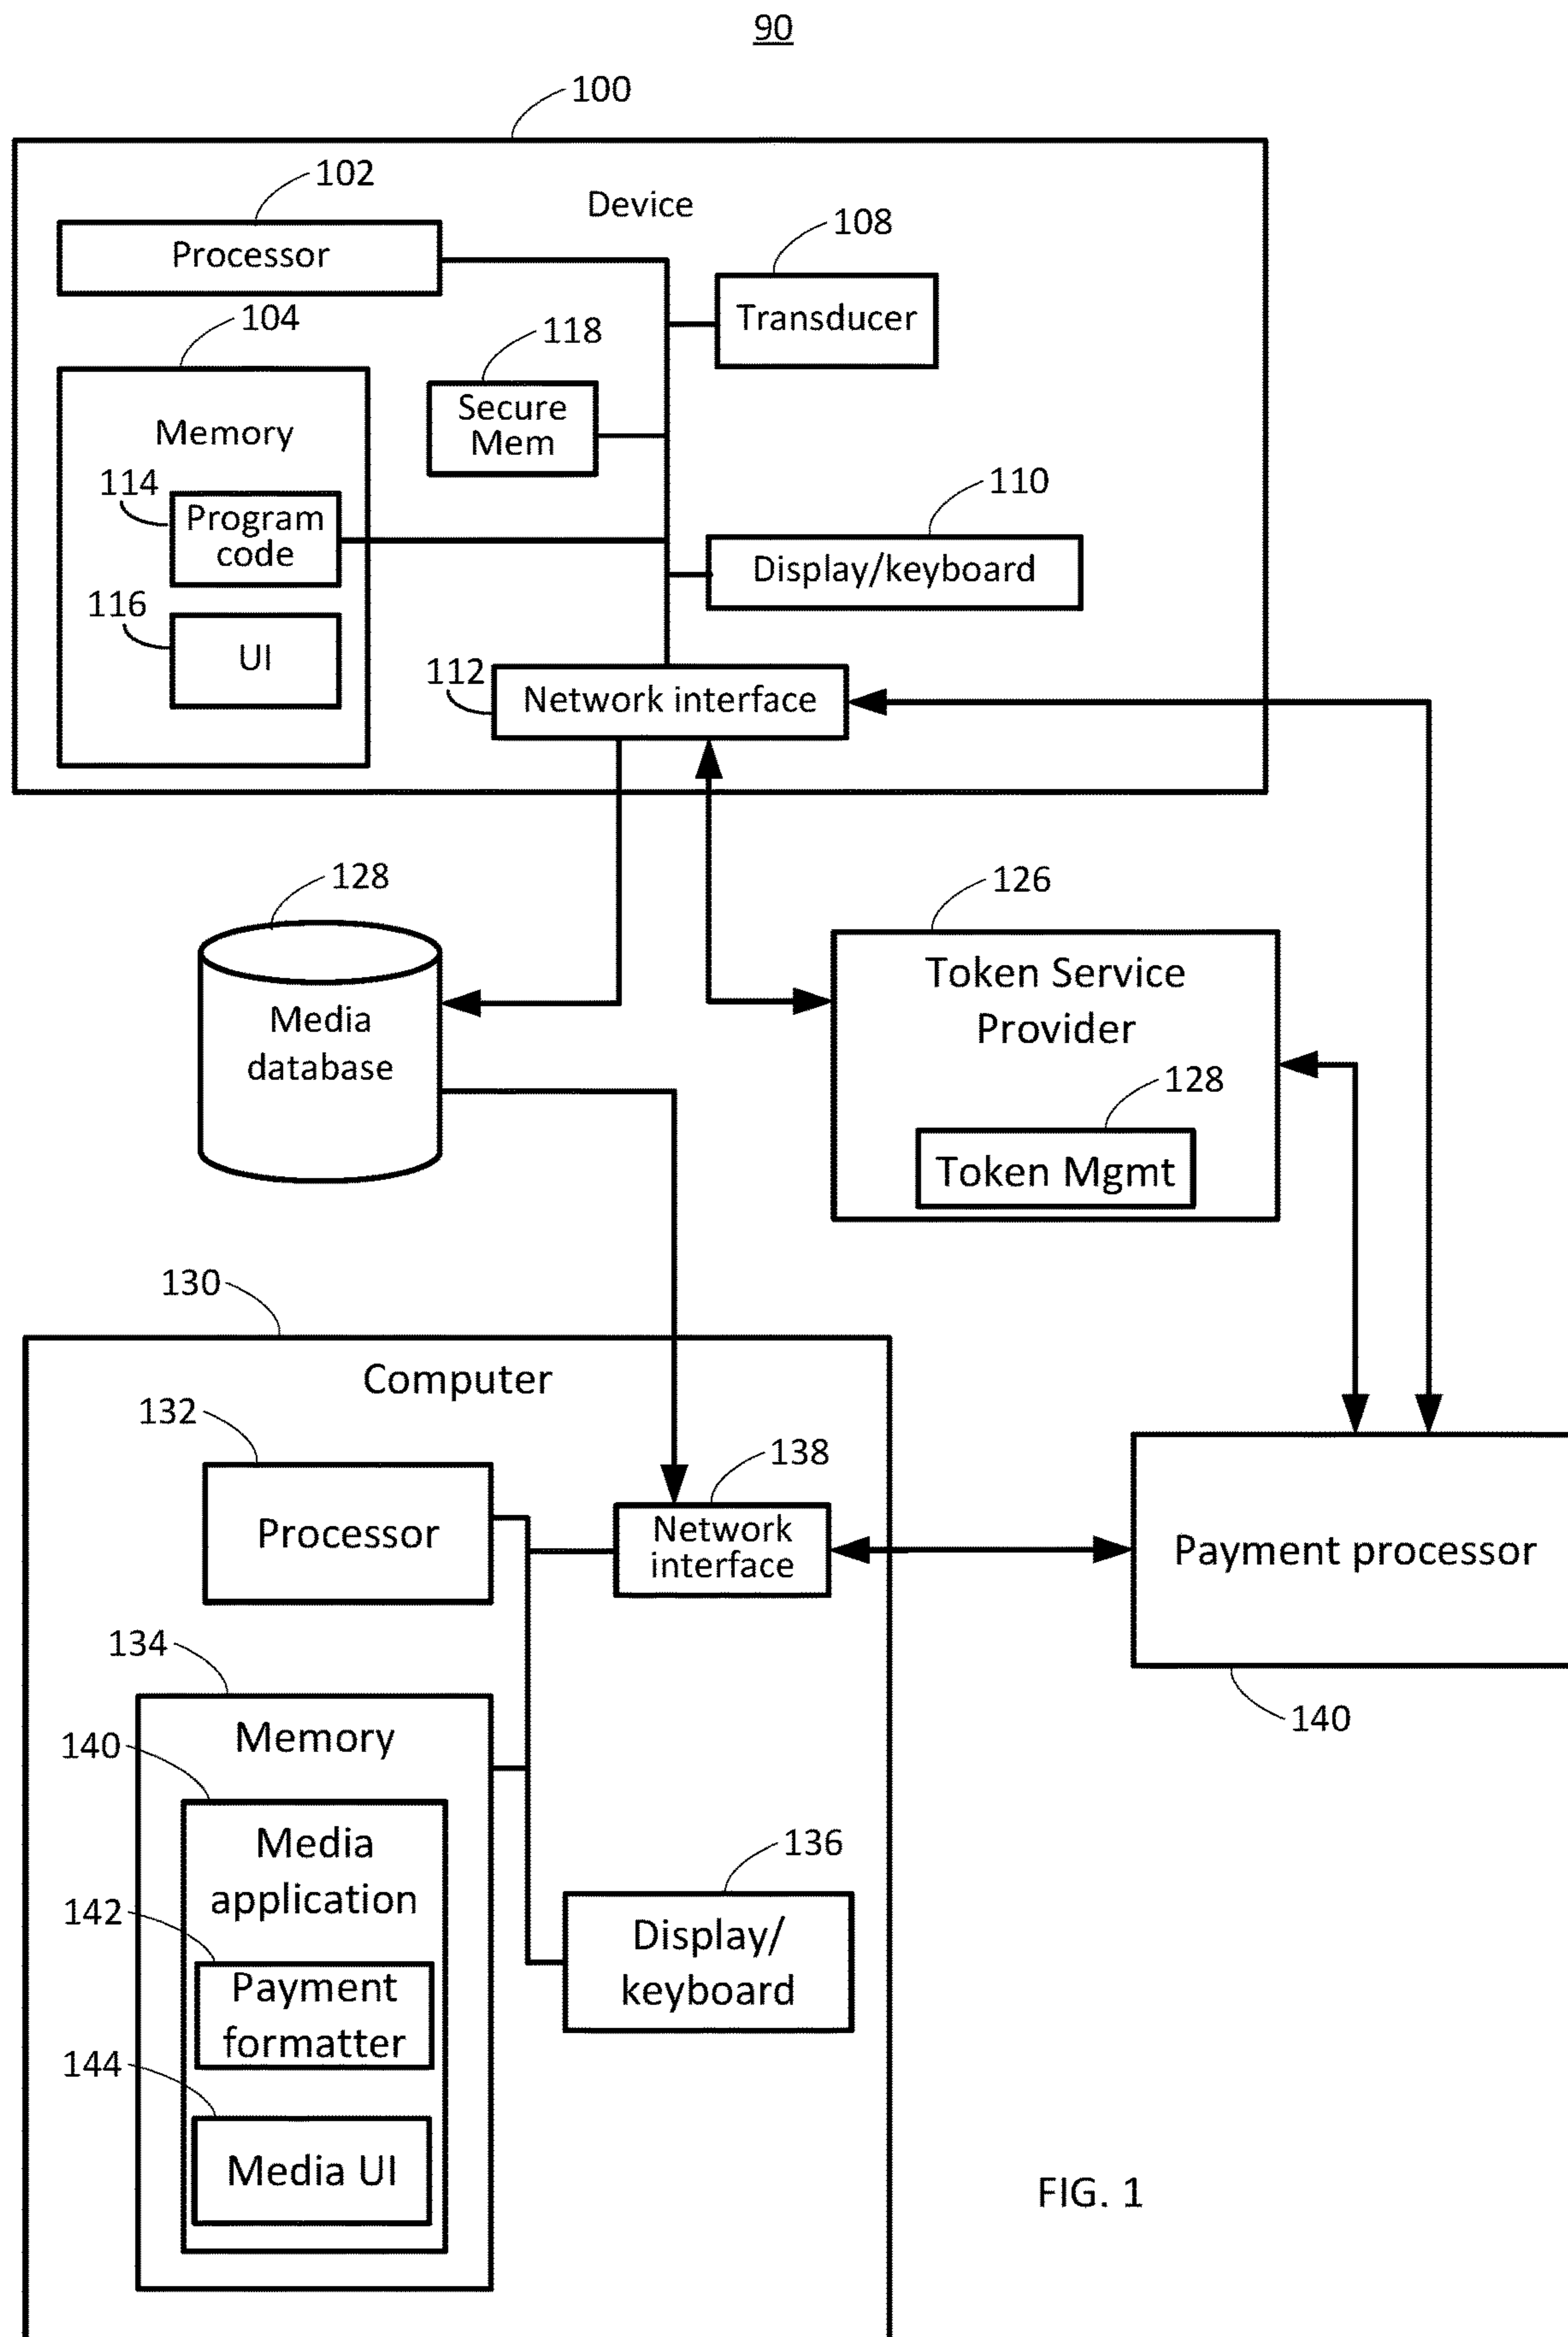 90
100
102
Device
108
Processor
Transducer
104
118
Secure
Mem
Memory
114
Program
code
110
Display/keyboard
116
UI
112
Network interface
128
126
Media
database
Token Service
Provider
128
Token Mgmt
130
Computer
132
138
Processor
Network
interface
Payment processor
134
140
Memory
140
Media
application
136
142
Display/
keyboard
Payment
formatter
144
Media UI
FIG. 1